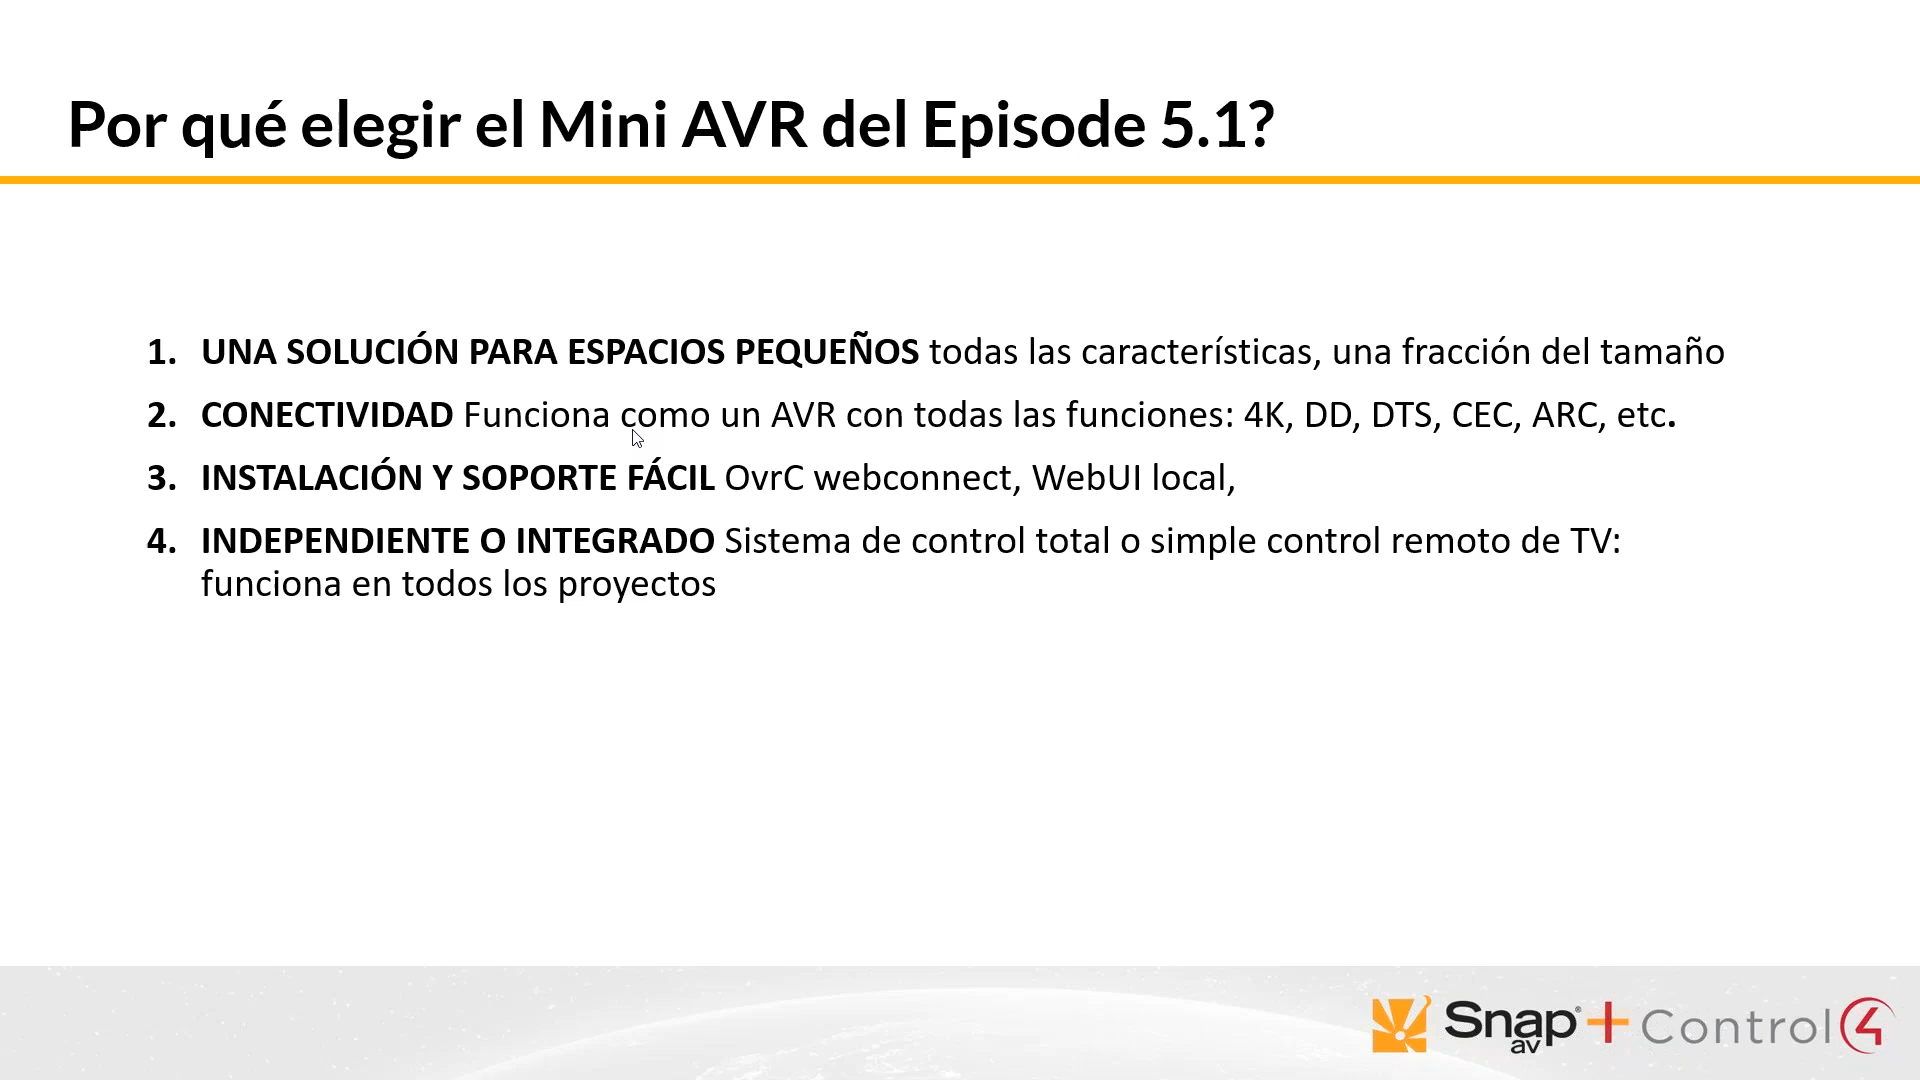 Por qué elegir el Mini AVR del Episode 5.1?
1. UNA SOLUCIÓN PARA ESPACIOS PEQUEÑOS todas las características, una fracción del tamaño
2. CONECTIVIDAD Funciona como un AVR con todas las funciones: 4K, DD, DTS, CEC, ARC, etc.
3. INSTALACIÓN Y SOPORTE FÁCIL OvrC webconnect, WebUI local,
4. INDEPENDIENTE O INTEGRADO Sistema de control total o simple control remoto de TV:
funciona en todos los proyectos
Snap® + Control4
av